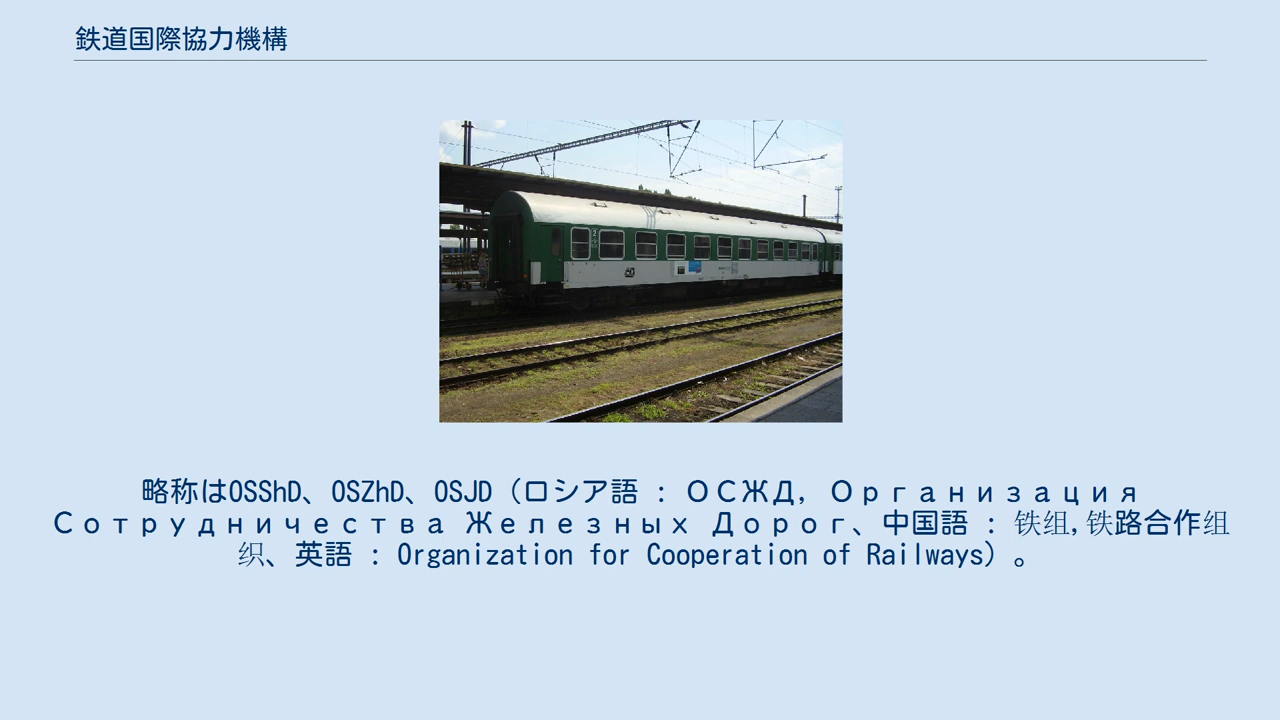 鉄道国際協力機構
略称はOSShD、OSZhD、OSJD（ロシア語 : ОСЖД, Организация
Сотрудничества Железных Дорог、中国語 : 铁组,铁路合作组
织、英語 : Organization for Cooperation of Railways）。